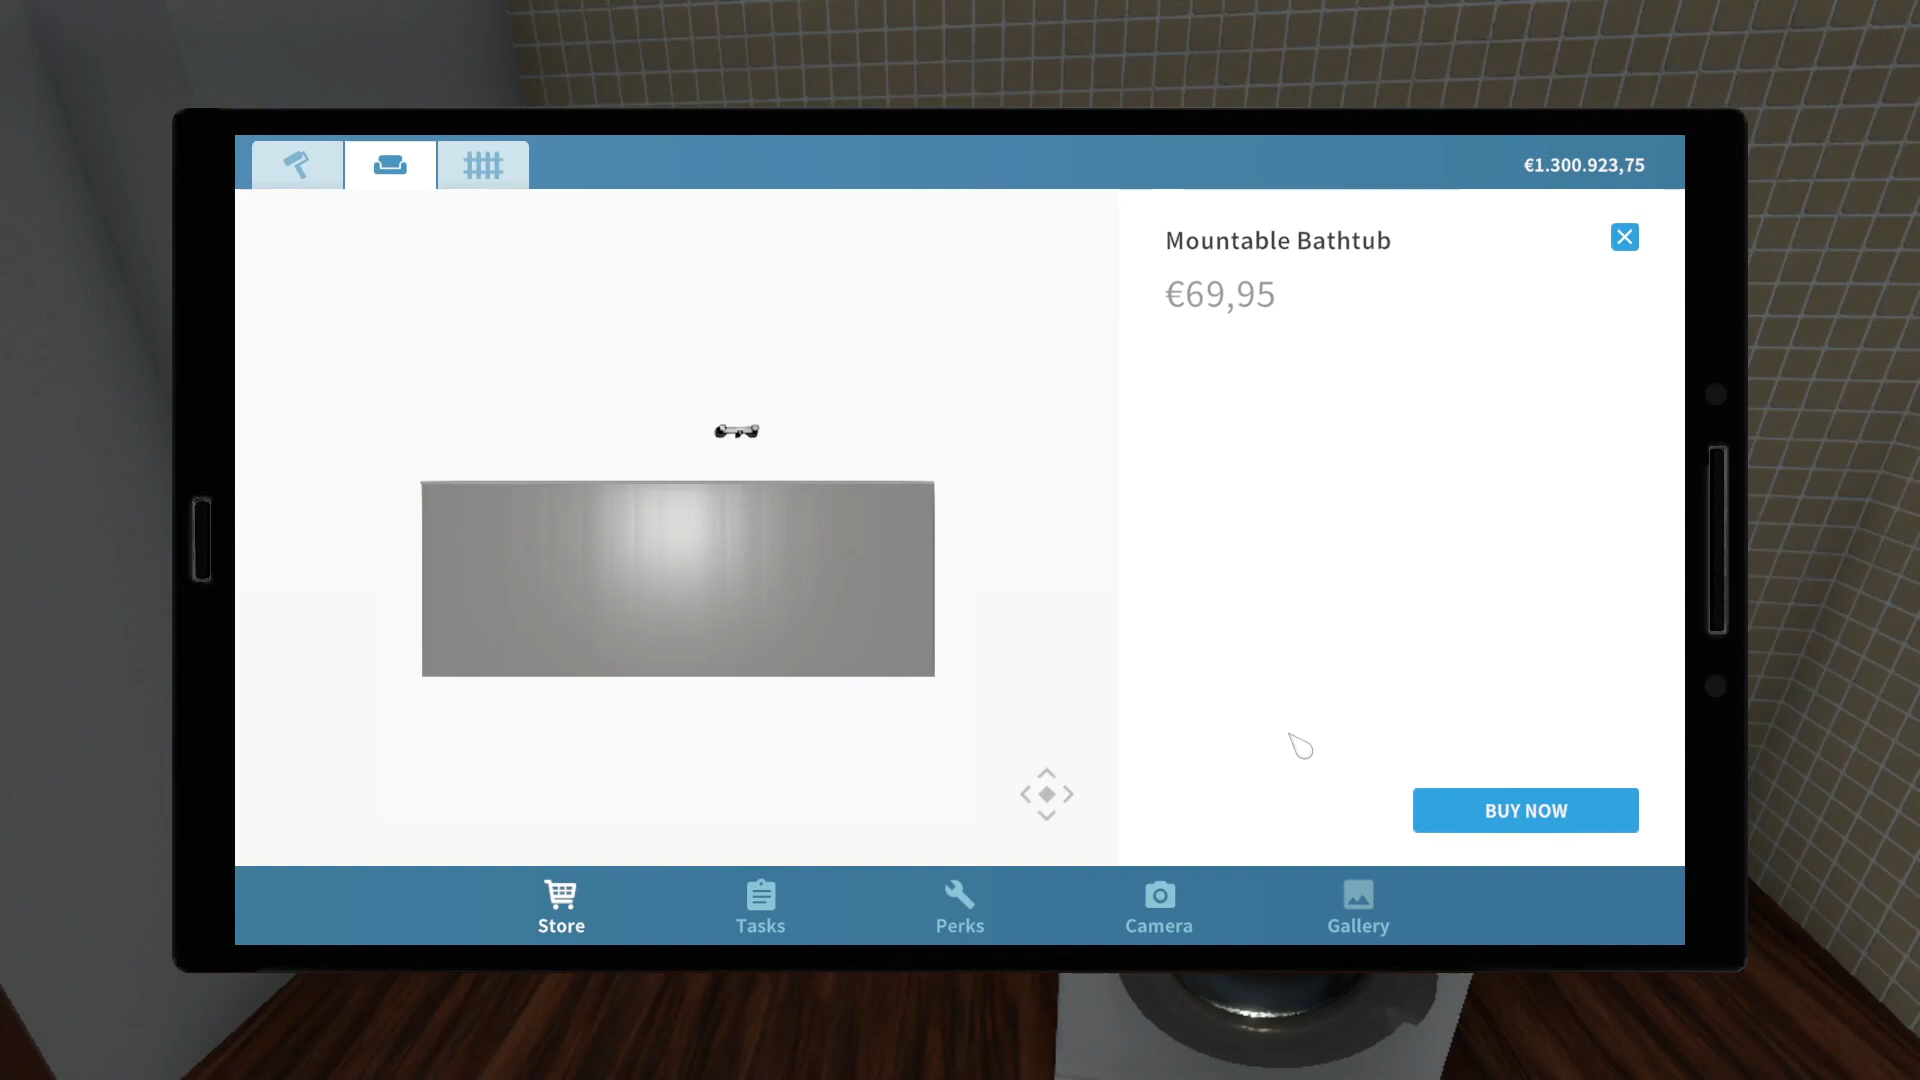 €1.300.923,75
Mountable Bathtub
€69,95
BUY NOW
Store
Tasks
Perks
Camera
Gallery